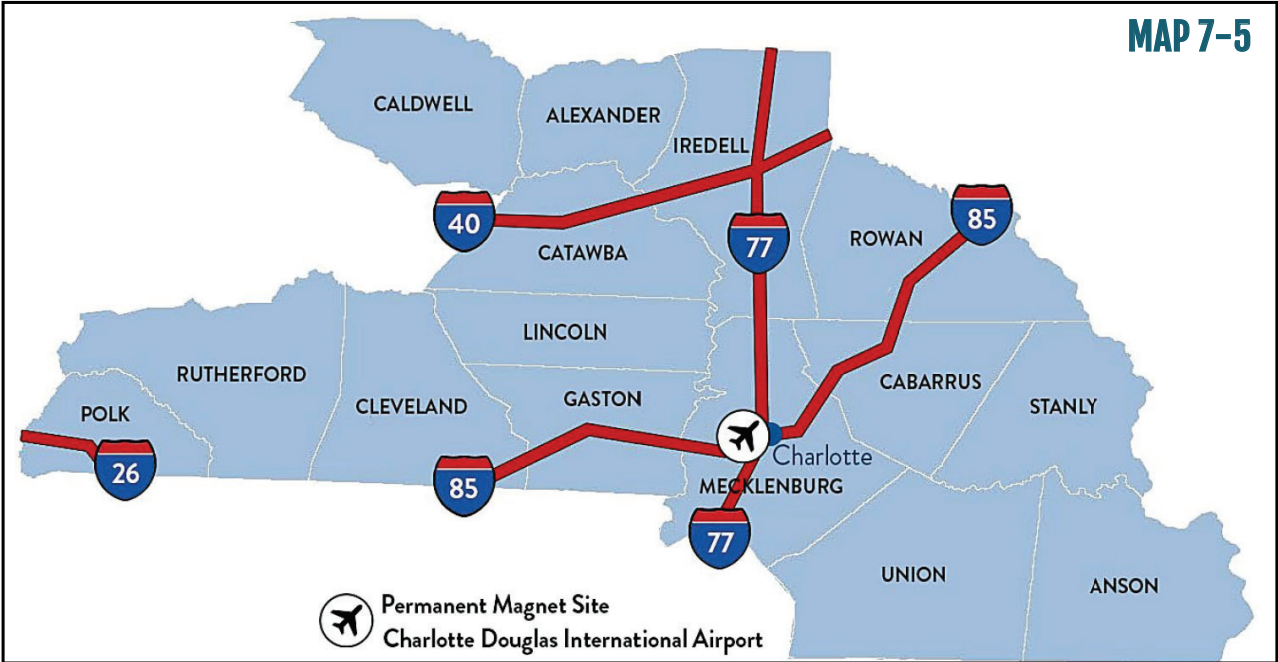 MAP 7-5
CALDWELL
ALEXANDER
IREDELL
40
77
85
ROWAN
CATAWBA
LINCOLN
RUTHERFORD
CABARRUS
POLK
CLEVELAND
GASTON
STANLY
26
85
Charlotte
MECKLENBURG
77
UNION
ANSON
Permanent Magnet Site
Charlotte Douglas International Airport